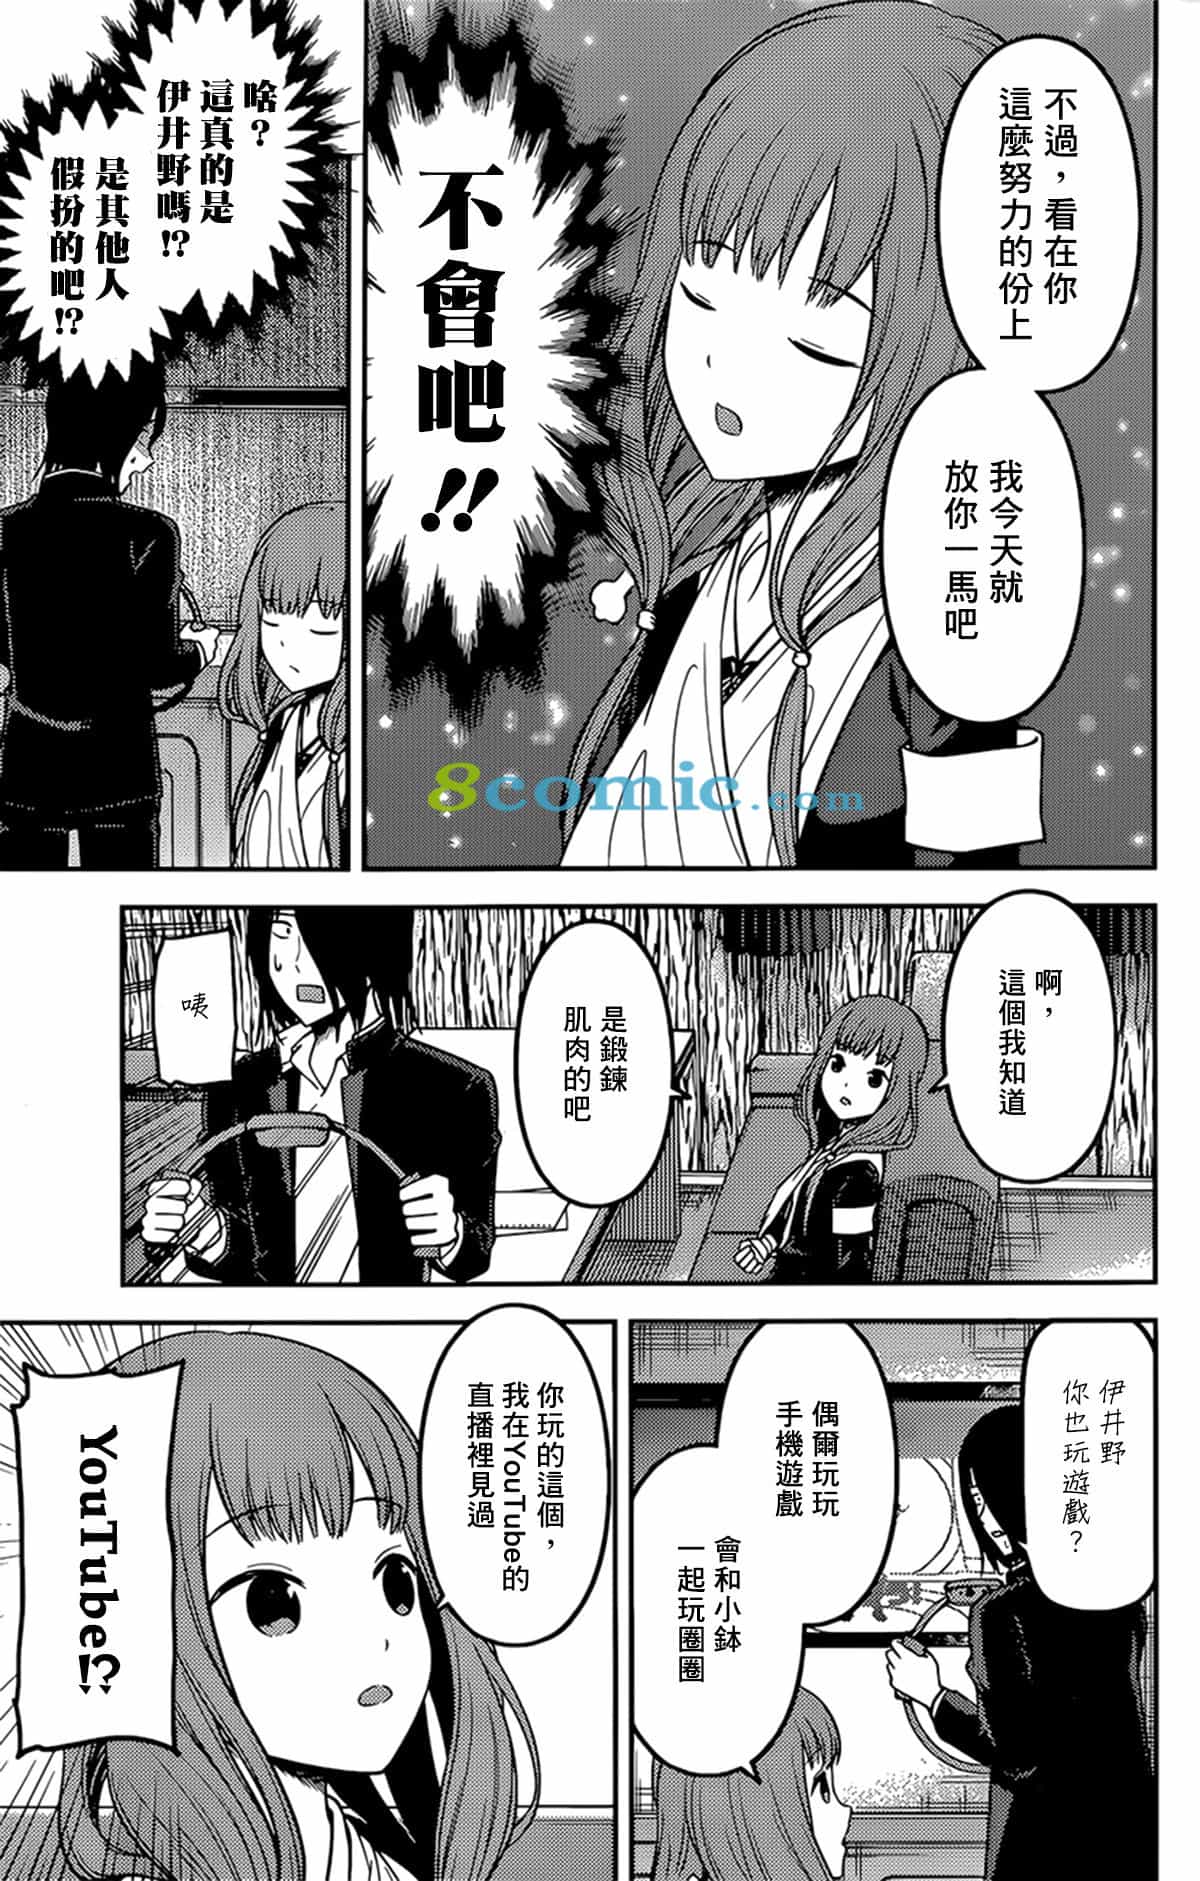 不過，看在你
這麼努力的份上
我今天就
放你一馬吧
不會吧!!
啥？
這真的是
伊井野嗎!?
是其他人
假扮的吧!?
8comic.com
啊，
這個我知道
是鍛鍊
肌肉的吧
咦
伊井野
你也玩遊戲？
偶爾玩玩
手機遊戲
會和小鉢
一起玩圈圈
你玩的這個，
我在YouTube的
直播裡見過
YouTube!?